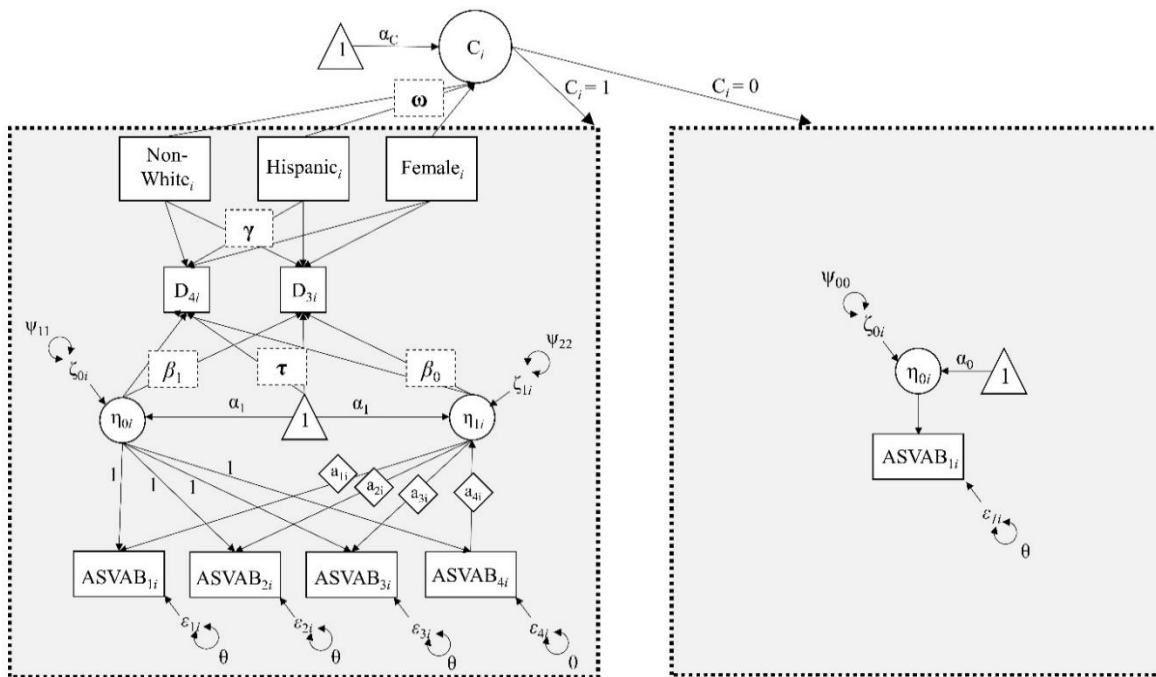 1
α_C
C_i
C_i = 1
C_i = 0
ω
Non-
White_i
Hispanic_i
Female_i
γ
D_4i
D_3i
ψ_11
ζ_0i
β_1
τ
β_0
ψ_22
ζ_1i
η_0i
α_1
1
α_1
η_1i
1
1
1
1
a_1i
a_2i
a_3i
a_4i
ASVAB_1i
ASVAB_2i
ASVAB_3i
ASVAB_4i
ε_1i
ε_2i
ε_3i
ε_4i
θ
θ
θ
θ
ψ_00
ζ_0i
η_0i
α_0
1
ASVAB_1i
ε_1i
θ